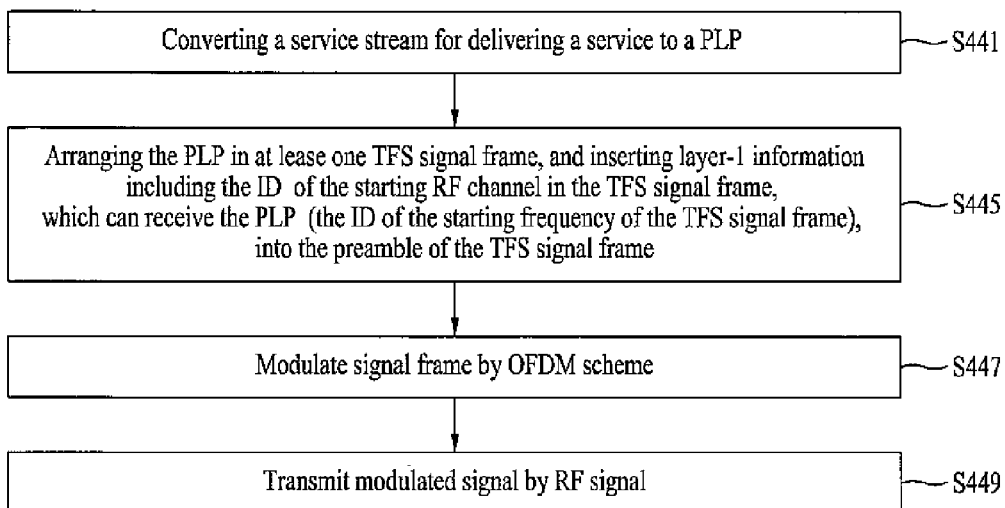 Converting a service stream for delivering a service to a PLP
S441
Arranging the PLP in at lease one TFS signal frame, and inserting layer-1 information
including the ID of the starting RF channel in the TFS signal frame,
which can receive the PLP (the ID of the starting frequency of the TFS signal frame),
into the preamble of the TFS signal frame
S445
Modulate signal frame by OFDM scheme
S447
Transmit modulated signal by RF signal
S449